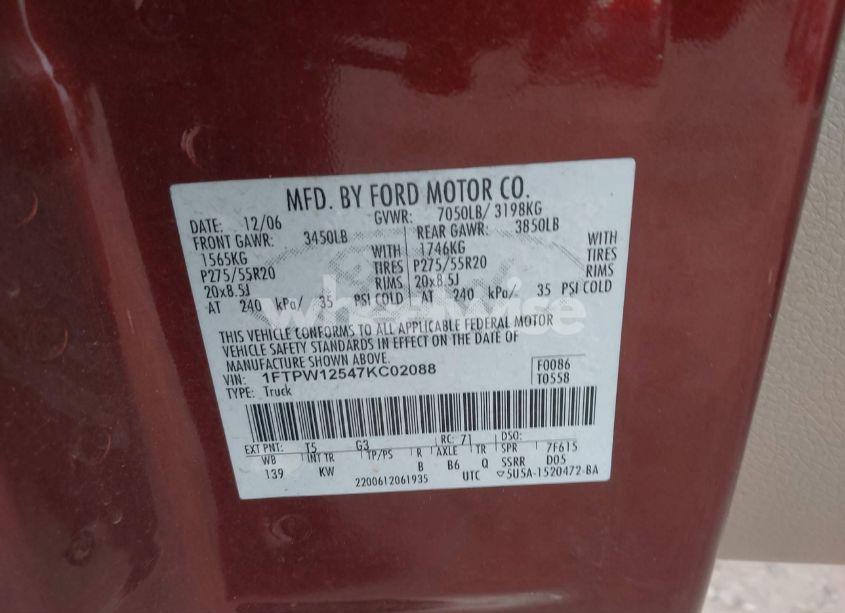 MFD. BY FORD MOTOR CO.
DATE: 12/06 GVWR: 7050LB/ 3198KG
FRONT GAWR: 3450LB REAR GAWR: 3850LB
1565KG WITH 1746KG WITH
P275/55R20 TIRES P275/55R20 TIRES
20x8.5J RIMS 20x8.5J RIMS
AT 240 kPa/ 35 PSI COLD AT 240 kPa/- 35 PSI COLD
wheelwise
THIS VEHICLE CONFORMS TO ALL APPLICABLE FEDERAL MOTOR
VEHICLE SAFETY STANDARDS IN EFFECT ON THE DATE OF
MANUFACTURE SHOWN ABOVE.
VIN: 1FTPW12547KC02088 F0086
TYPE: Truck T0558
EXT PNT: T5 G3 RC: 71 DSO:
WB INT TR TP/PS R AXLE TR SPR 7F615
139 KW B B6 Q SSRR D05
2200612061935 UTC 5U5A-1520472-BA